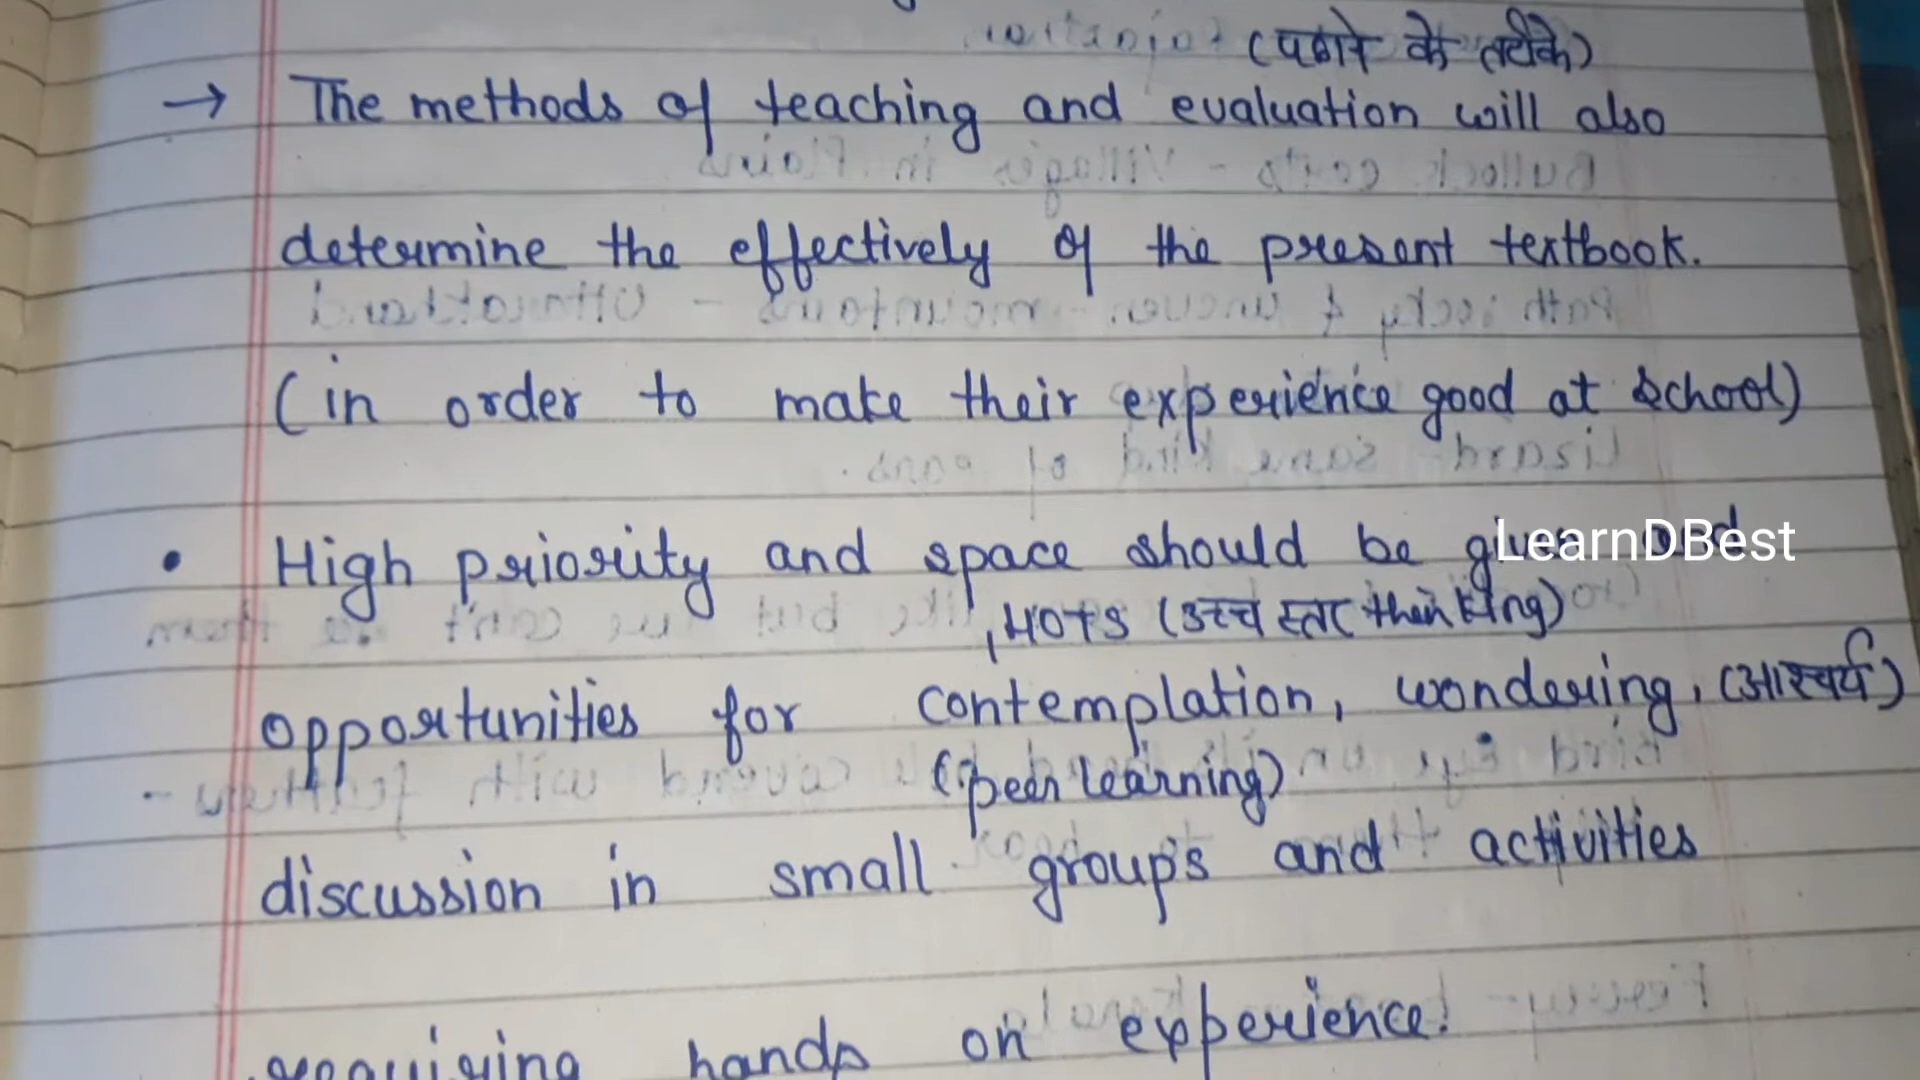 (पढाने के तरीके)
→ The methods of teaching and evaluation will also
determine the effectively of the present textbook.
(in order to make their experience good at school)
• High priority and space should be given and
LearnDBest
, HOTS (उच्च स्तर thinking)
opportunities for contemplation, wondering, (आश्चर्य)
(peer learning)
discussion in small groups and activities
requiring hands on experience.